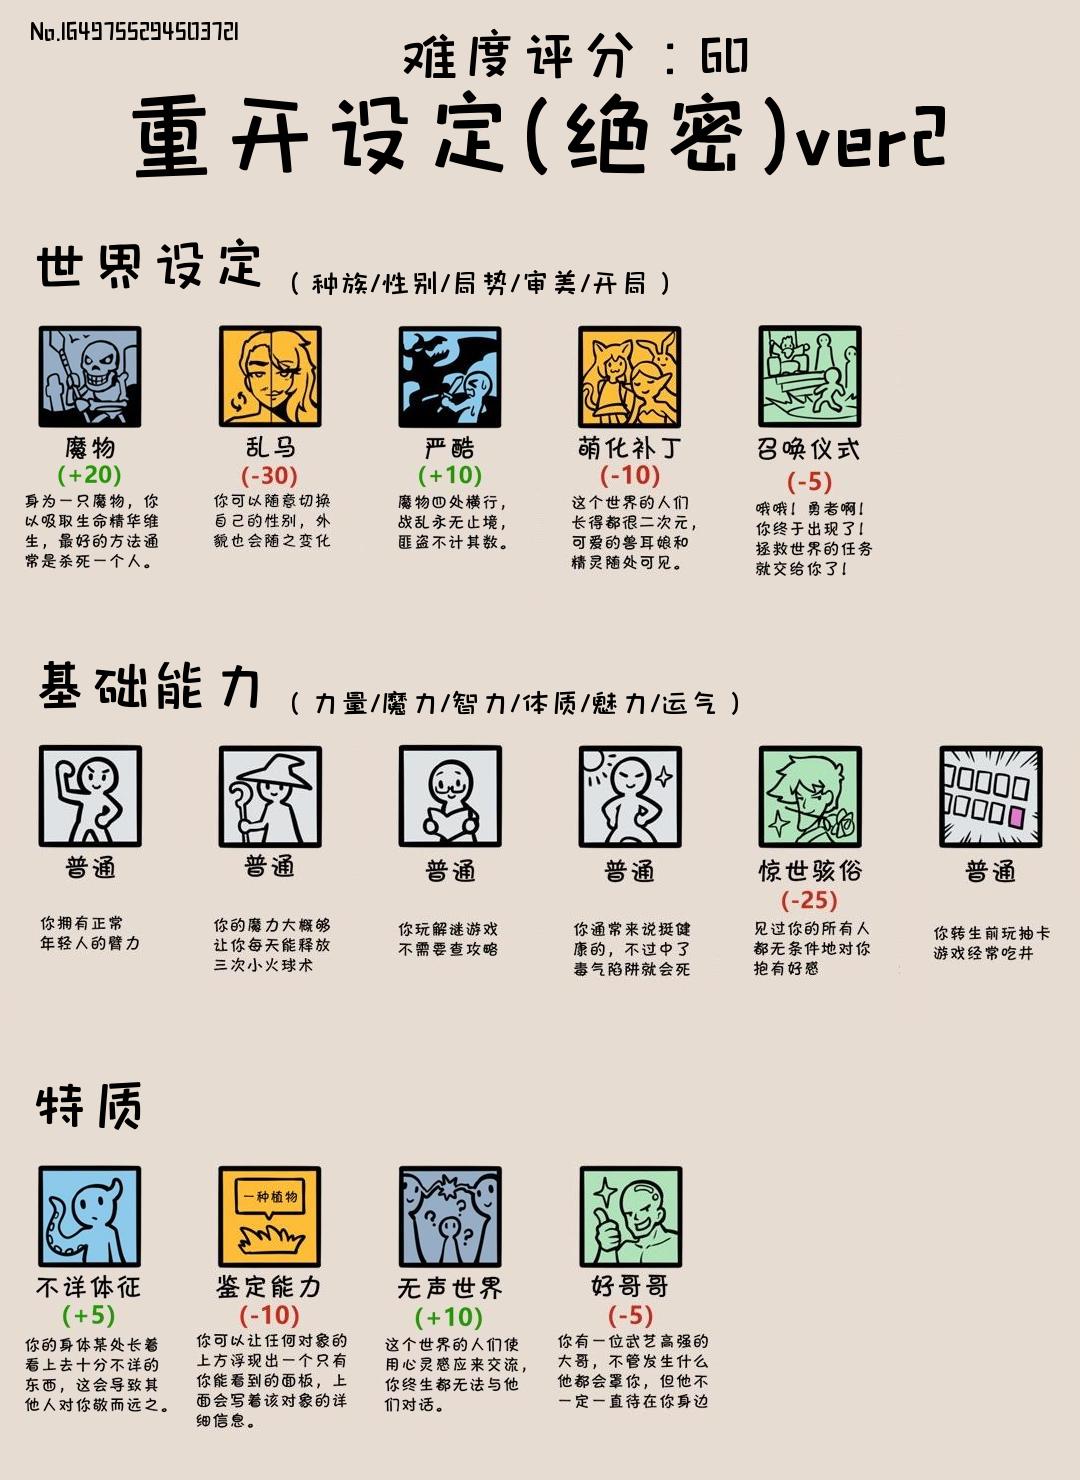 No.1649755294503721
难度评分：60
重开设定(绝密)ver2
世界设定（种族/性别/局势/审美/开局）
魔物
(+20)
身为一只魔物，你
以吸取生命精华维
生，最好的方法通
常是杀死一个人。
乱马
(-30)
你可以随意切换
自己的性别，外
貌也会随之变化
严酷
(+10)
魔物四处横行，
战乱永无止境，
匪盗不计其数。
萌化补丁
(-10)
这个世界的人们
长得都很二次元，
可爱的兽耳娘和
精灵随处可见。
召唤仪式
(-5)
哦哦！勇者啊！
你终于出现了！
拯救世界的任务
就交给你了！
基础能力（力量/魔力/智力/体质/魅力/运气）
普通
你拥有正常
年轻人的臂力
普通
你的魔力大概够
让你每天能释放
三次小火球术
普通
你玩解谜游戏
不需要查攻略
普通
你通常来说挺健
康的，不过中了
毒气陷阱就会死
惊世骇俗
(-25)
见过你的所有人
都无条件地对你
抱有好感
普通
你转生前玩抽卡
游戏经常吃井
特质
不详体征
(+5)
你的身体某处长着
看上去十分不详的
东西，这会导致其
他人对你敬而远之。
一种植物
鉴定能力
(-10)
你可以让任何对象的
上方浮现出一个只有
你能看到的面板，上
面会写着该对象的详
细信息。
无声世界
(+10)
这个世界的人们使
用心灵感应来交流，
你终生都无法与他
们对话。
好哥哥
(-5)
你有一位武艺高强的
大哥，不管发生什么
他都会罩你，但他不
一定一直待在你身边